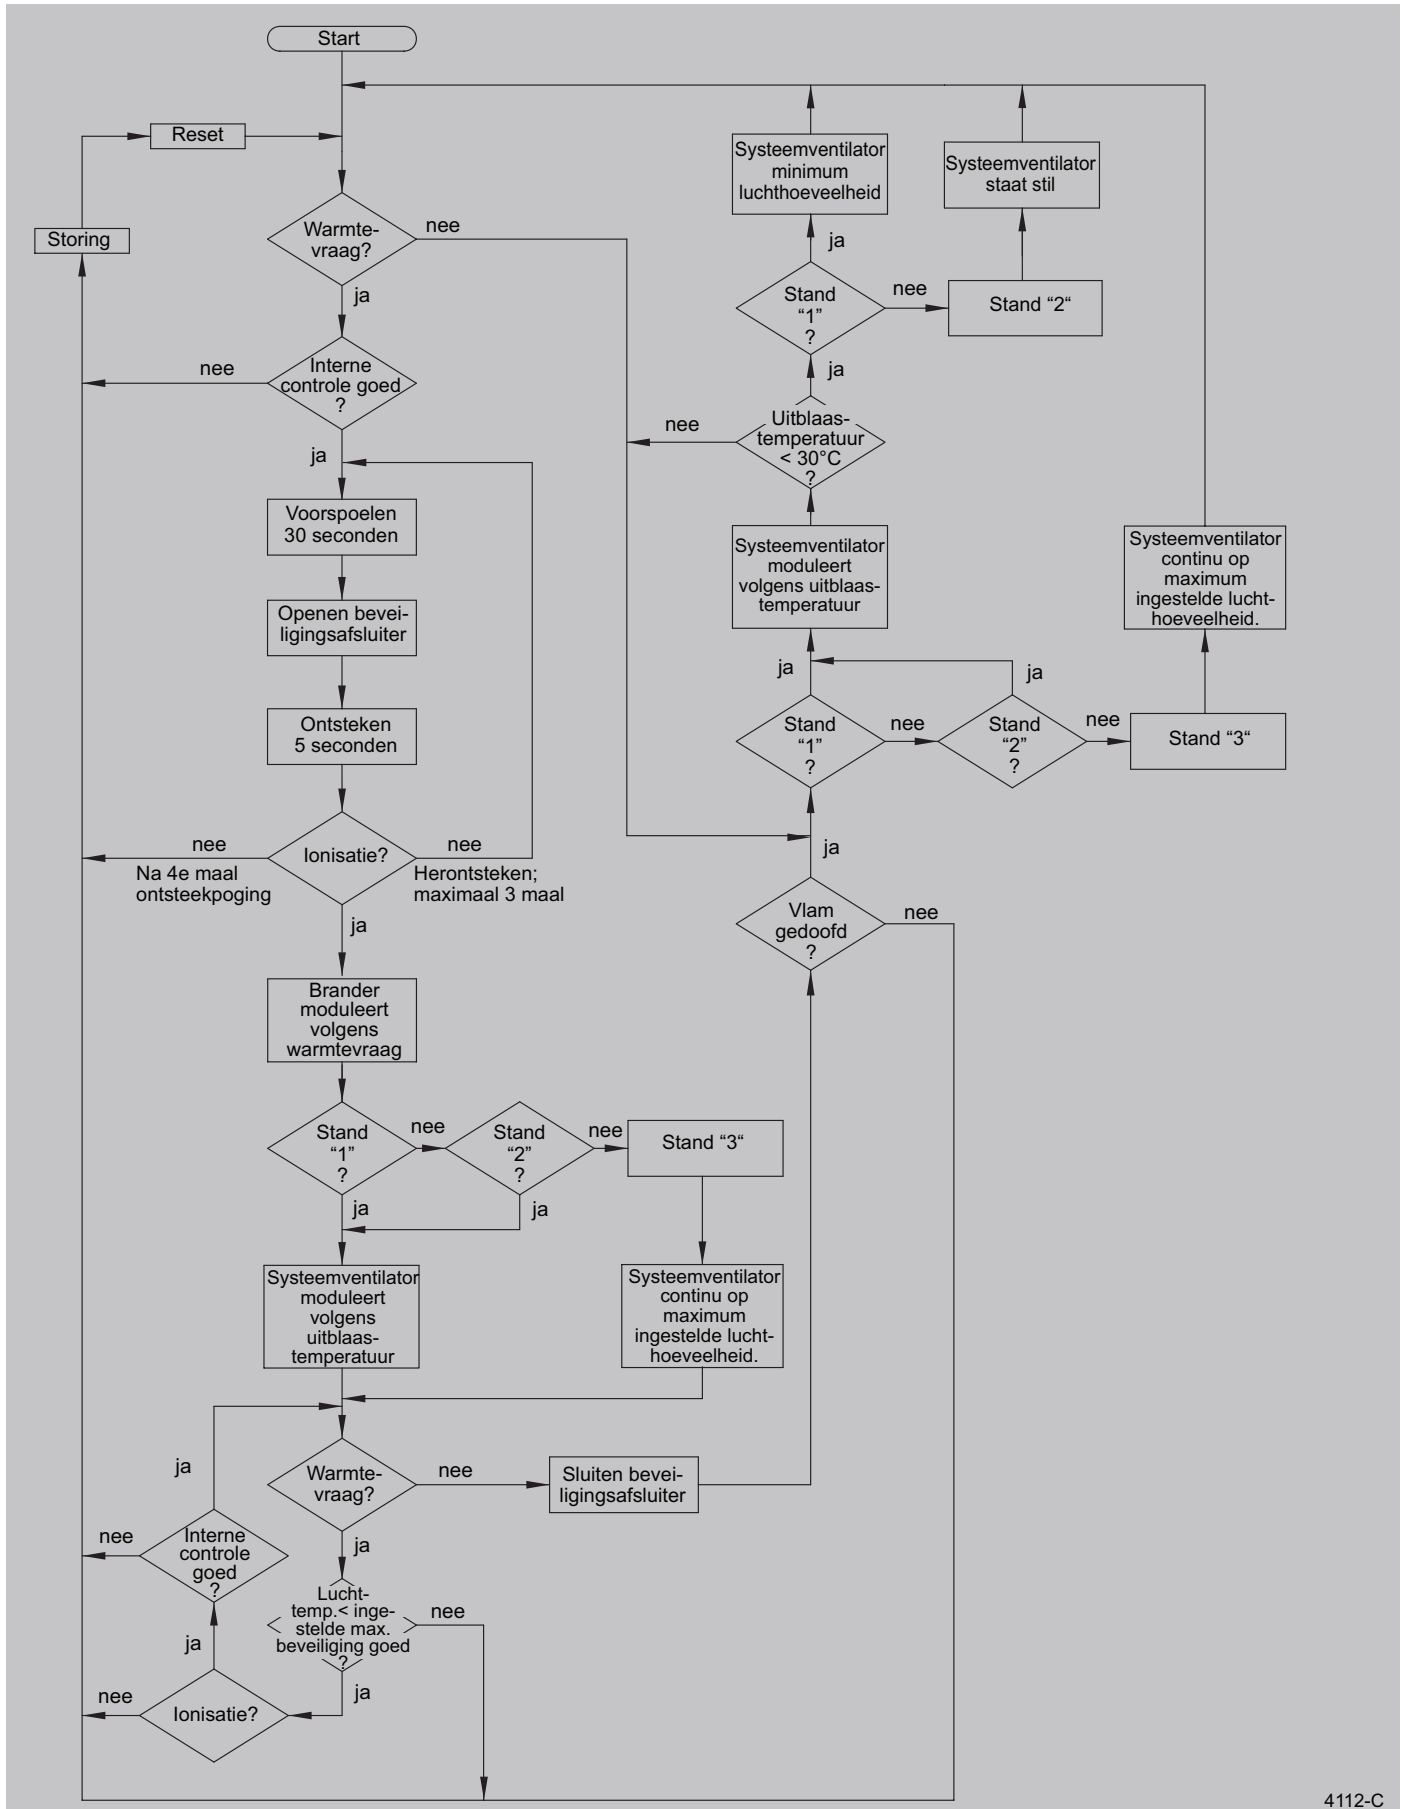 Start
Reset
Storing
Warmte-
vraag?
nee
ja
Interne
controle goed
?
nee
ja
Voorspoelen
30 seconden
Openen bevei-
ligingsafsluiter
Ontsteken
5 seconden
Ionisatie?
nee
Na 4e maal
ontsteekpoging
nee
Herontsteken;
maximaal 3 maal
ja
Brander
moduleert
volgens
warmtevraag
Stand
“1”
?
nee
ja
Stand
“2”
?
nee
ja
Stand “3“
Systeemventilator
moduleert
volgens
uitblaas-
temperatuur
Systeemventilator
continu op
maximum
ingestelde lucht-
hoeveelheid.
Warmte-
vraag?
nee
ja
Sluiten bevei-
ligingsafsluiter
Lucht-
temp.< inge-
stelde max.
beveiliging goed
?
nee
ja
Ionisatie?
nee
ja
Interne
controle
goed
?
nee
ja
Vlam
gedoofd
?
nee
ja
Stand
“1”
?
nee
ja
Stand
“2”
?
nee
ja
Stand “3“
Systeemventilator
continu op
maximum
ingestelde lucht-
hoeveelheid.
Systeemventilator
moduleert
volgens uitblaas-
temperatuur
Uitblaas-
temperatuur
< 30°C
?
nee
ja
Stand
“1”
?
nee
ja
Stand “2“
Systeemventilator
minimum
luchthoeveelheid
Systeemventilator
staat stil
4112-C